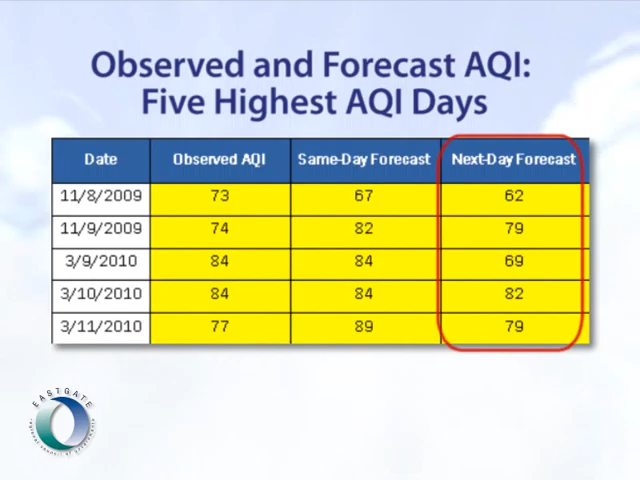 Observed and Forecast AQI:
Five Highest AQI Days
Date Observed AQI Same-Day Forecast Next-Day Forecast
11/8/2009 73 67 62
11/9/2009 74 82 79
3/9/2010 84 84 69
3/10/2010 84 84 82
3/11/2010 77 89 79
EASTGATE